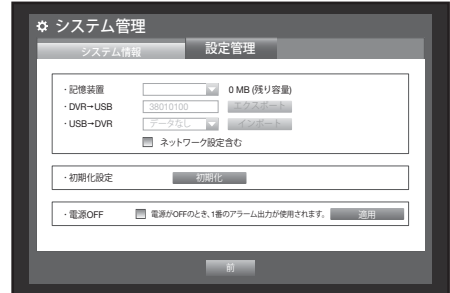 システム管理
システム情報 設定管理
・記憶装置 0 MB (残り容量)
・DVR→USB 38010100 エクスポート
・USB→DVR データなし インポート
ネットワーク設定含む
・初期化設定 初期化
・電源OFF 電源がOFFのとき、1番のアラーム出力が使用されます。 適用
前